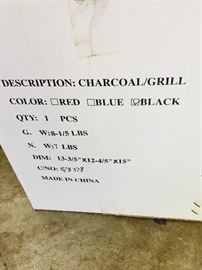 DESCRIPTION: CHARCOAL/GRILL
COLOR: ☐RED ☐BLUE ☑BLACK
QTY: 1 PCS
G. W:8-1/5 LBS
N. W:7 LBS
DIM: 13-3/5"X12-4/5"X15"
C/NO:
MADE IN CHINA